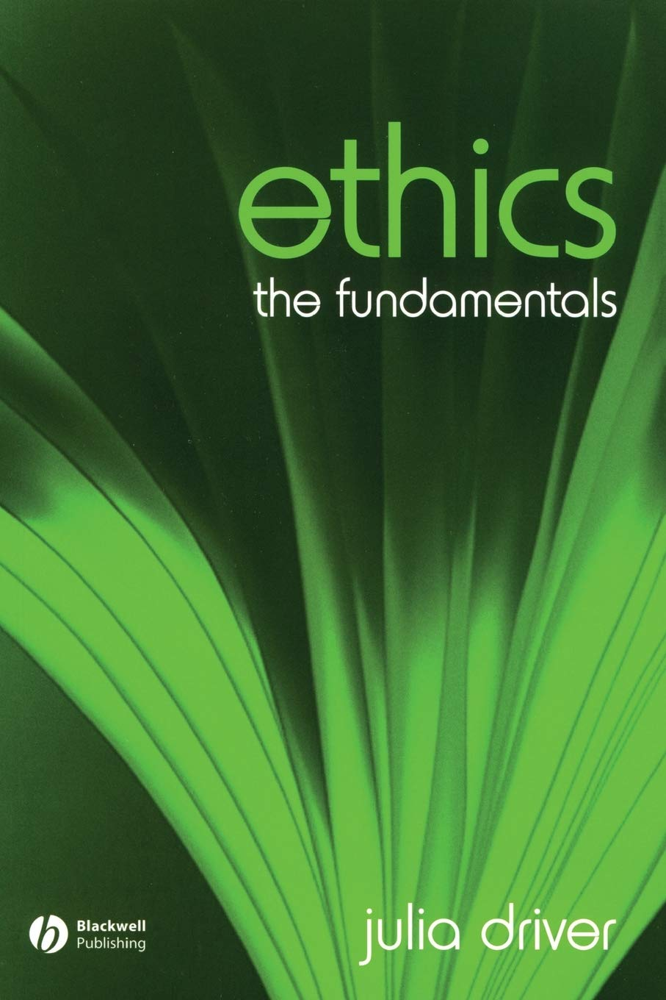 ethics
the fundamentals
julia driver
b
Blackwell
Publishing